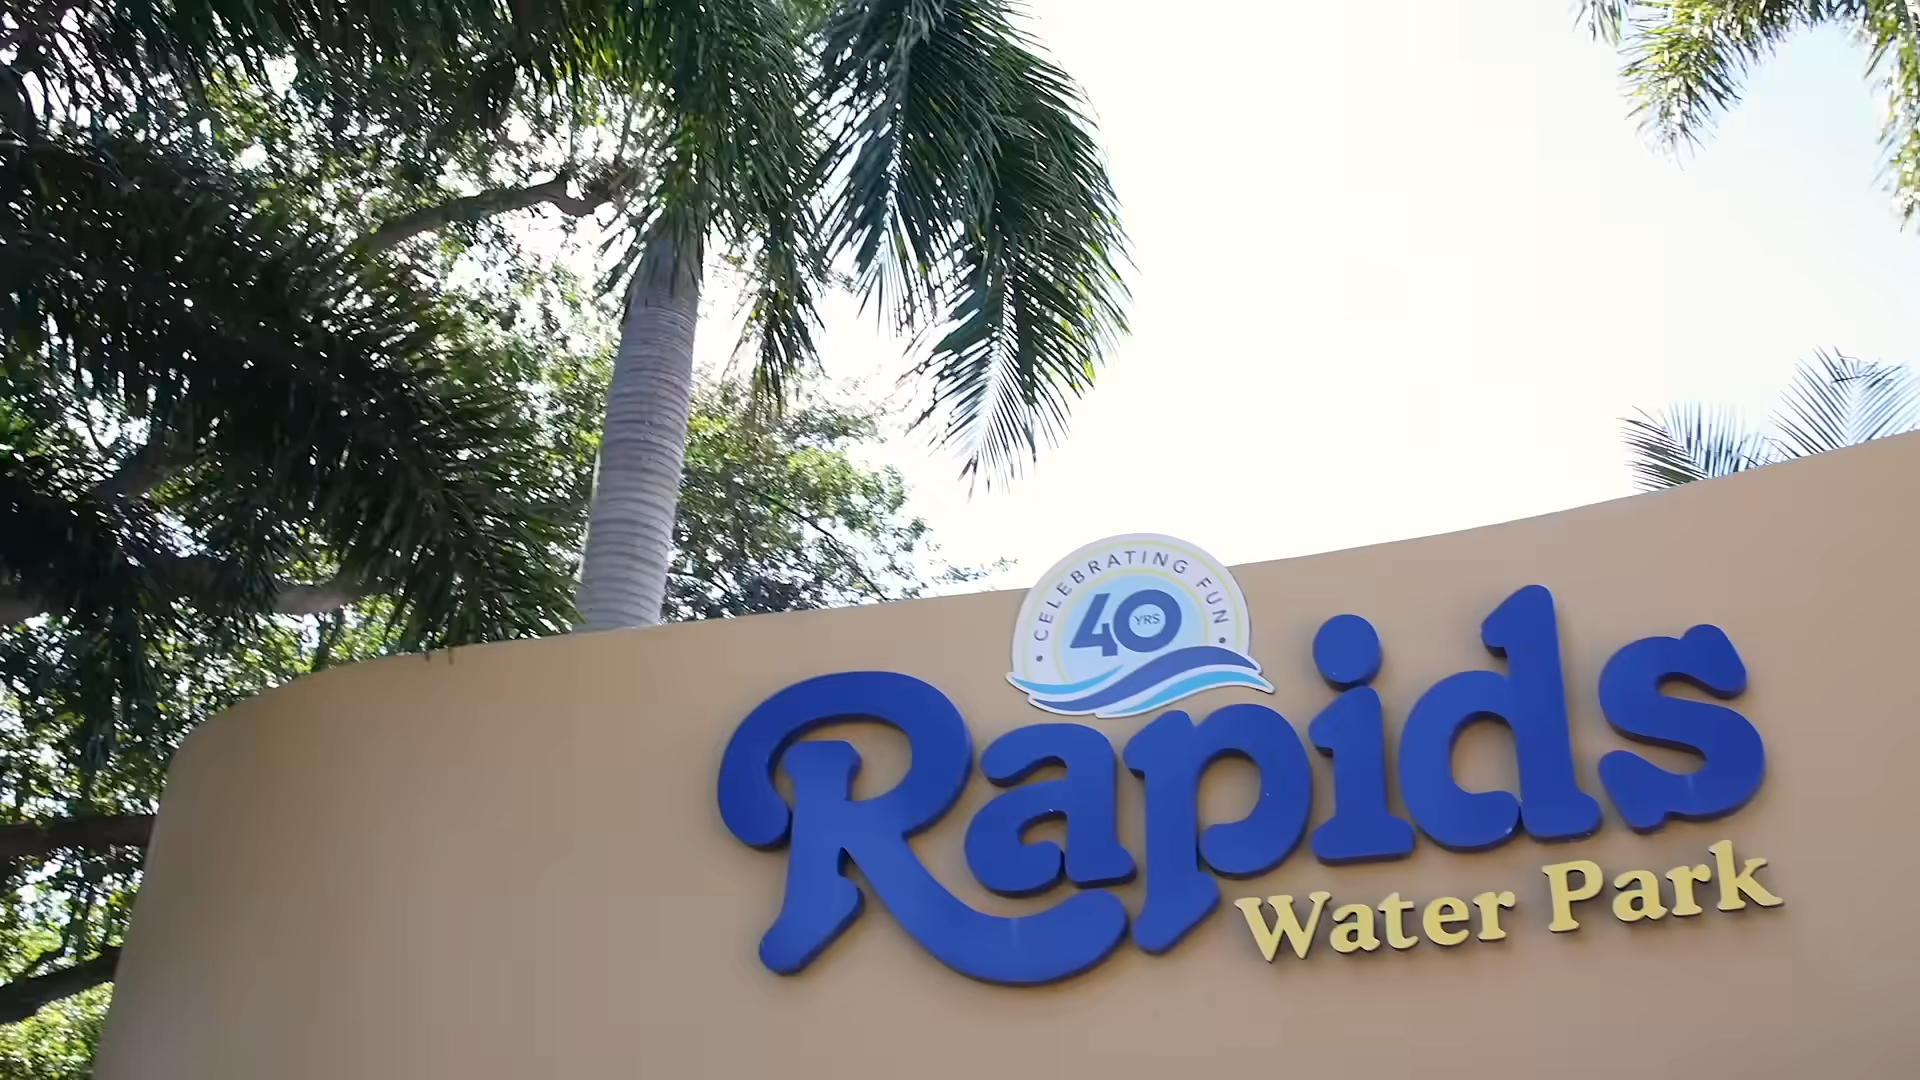 • CELEBRATING FUN •
40 YRS
Rapids
Water Park